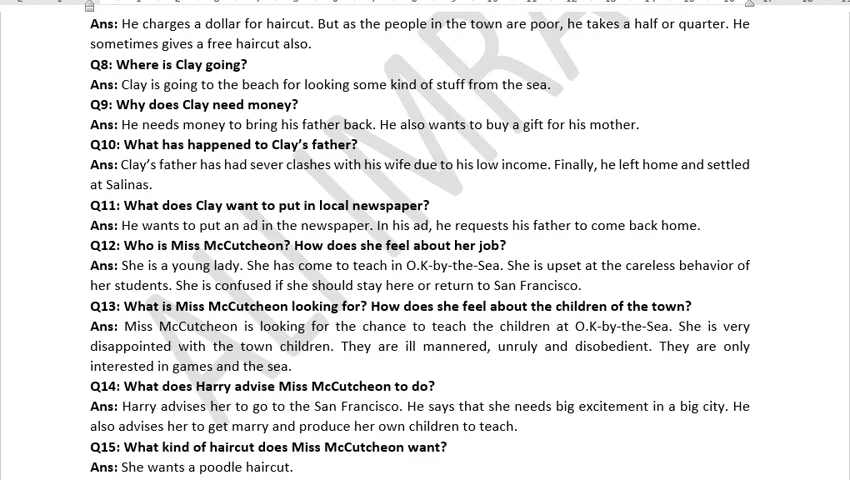 Ans: He charges a dollar for haircut. But as the people in the town are poor, he takes a half or quarter. He
sometimes gives a free haircut also.
Q8: Where is Clay going?
Ans: Clay is going to the beach for looking some kind of stuff from the sea.
Q9: Why does Clay need money?
Ans: He needs money to bring his father back. He also wants to buy a gift for his mother.
Q10: What has happened to Clay’s father?
Ans: Clay’s father has had sever clashes with his wife due to his low income. Finally, he left home and settled
at Salinas.
Q11: What does Clay want to put in local newspaper?
Ans: He wants to put an ad in the newspaper. In his ad, he requests his father to come back home.
Q12: Who is Miss McCutcheon? How does she feel about her job?
Ans: She is a young lady. She has come to teach in O.K-by-the-Sea. She is upset at the careless behavior of
her students. She is confused if she should stay here or return to San Francisco.
Q13: What is Miss McCutcheon looking for? How does she feel about the children of the town?
Ans: Miss McCutcheon is looking for the chance to teach the children at O.K-by-the-Sea. She is very
disappointed with the town children. They are ill mannered, unruly and disobedient. They are only
interested in games and the sea.
Q14: What does Harry advise Miss McCutcheon to do?
Ans: Harry advises her to go to the San Francisco. He says that she needs big excitement in a big city. He
also advises her to get marry and produce her own children to teach.
Q15: What kind of haircut does Miss McCutcheon want?
Ans: She wants a poodle haircut.
ALI IMRA